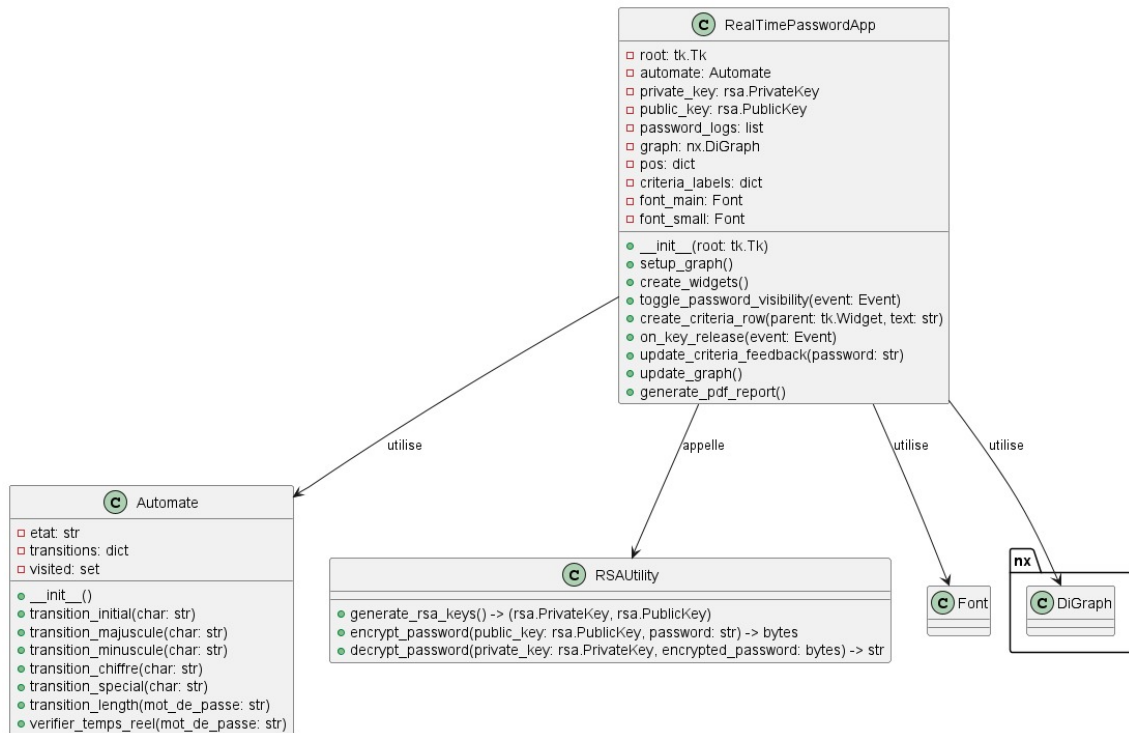 C RealTimePasswordApp
root: tk.Tk
automate: Automate
private_key: rsa.PrivateKey
public_key: rsa.PublicKey
password_logs: list
graph: nx.DiGraph
pos: dict
criteria_labels: dict
font_main: Font
font_small: Font
__init__(root: tk.Tk)
setup_graph()
create_widgets()
toggle_password_visibility(event: Event)
create_criteria_row(parent: tk.Widget, text: str)
on_key_release(event: Event)
update_criteria_feedback(password: str)
update_graph()
generate_pdf_report()
utilise
appelle
utilise
utilise
C Automate
etat: str
transitions: dict
visited: set
__init__()
transition_initial(char: str)
transition_majuscule(char: str)
transition_minuscule(char: str)
transition_chiffre(char: str)
transition_special(char: str)
transition_length(mot_de_passe: str)
verifier_temps_reel(mot_de_passe: str)
C RSAUtility
generate_rsa_keys() -> (rsa.PrivateKey, rsa.PublicKey)
encrypt_password(public_key: rsa.PublicKey, password: str) -> bytes
decrypt_password(private_key: rsa.PrivateKey, encrypted_password: bytes) -> str
C Font
nx
C DiGraph